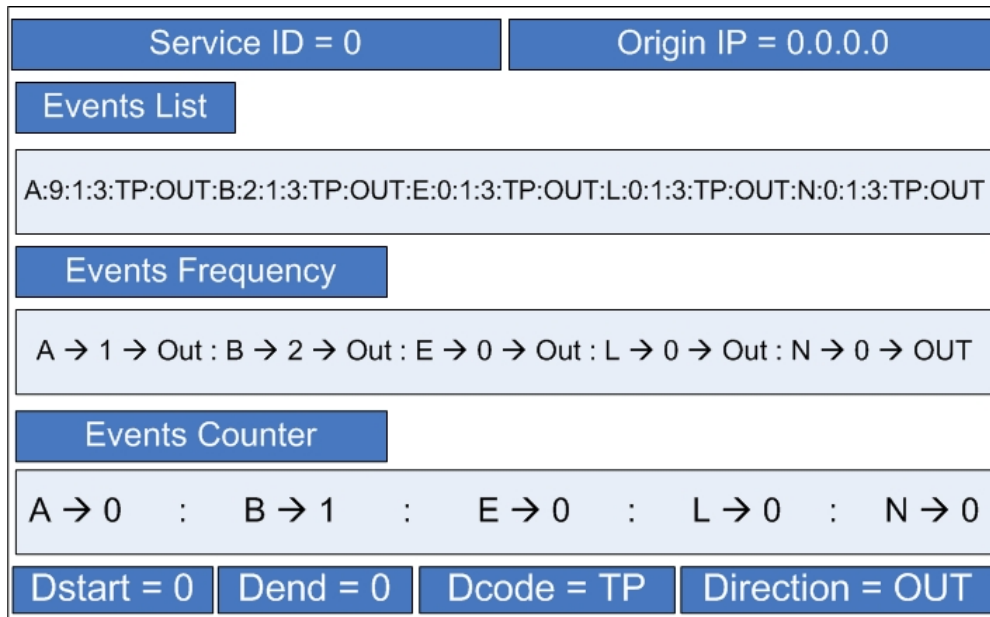 Service ID = 0
Origin IP = 0.0.0.0
Events List
A:9:1:3:TP:OUT:B:2:1:3:TP:OUT:E:0:1:3:TP:OUT:L:0:1:3:TP:OUT:N:0:1:3:TP:OUT
Events Frequency
A → 1 → Out : B → 2 → Out : E → 0 → Out : L → 0 → Out : N → 0 → OUT
Events Counter
A → 0 : B → 1 : E → 0 : L → 0 : N → 0
Dstart = 0
Dend = 0
Dcode = TP
Direction = OUT